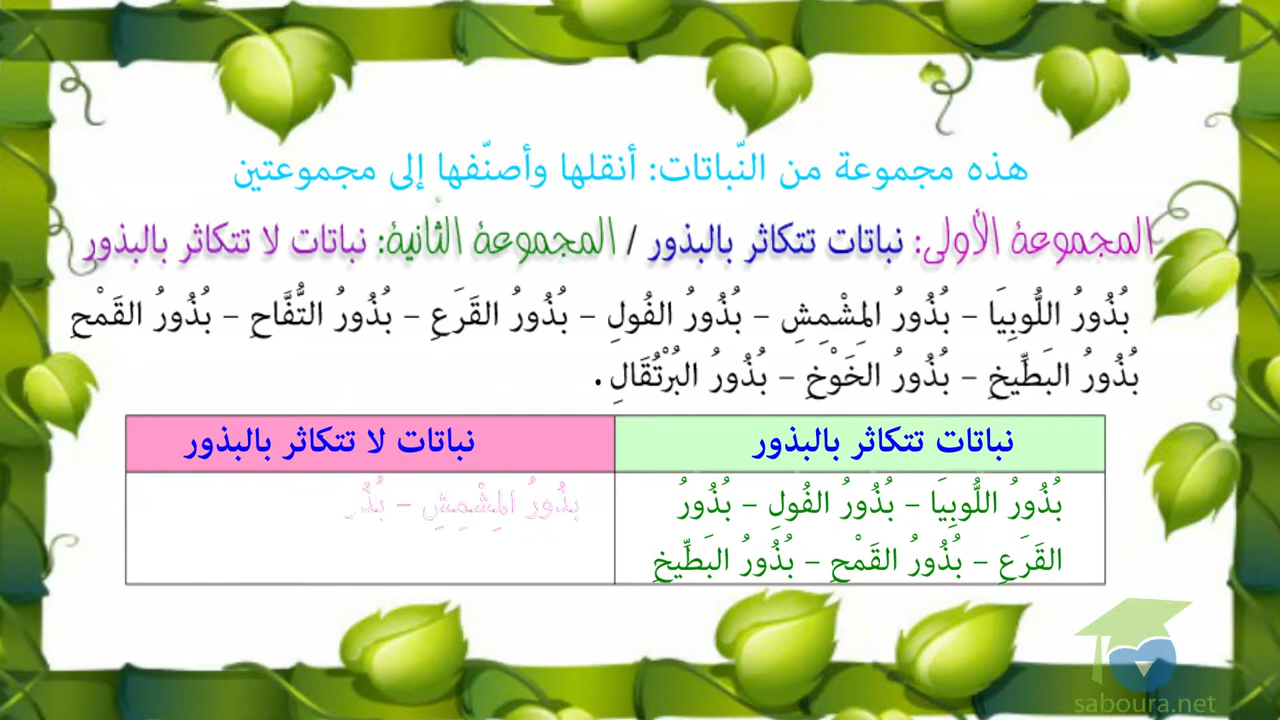 هذه مجموعة من النّباتات: أنقلها وأصنّفها إلى مجموعتين
المجموعة الأولى: نباتات تتكاثر بالبذور / المجموعة الثّانية: نباتات لا تتكاثر بالبذور
بُذُورُ اللُّوبِيَا – بُذُورُ المِشْمِشِ – بُذُورُ الفُولِ – بُذُورُ القَرَعِ – بُذُورُ التُّفَّاحِ – بُذُورُ القَمْحِ
بُذُورُ البَطِّيخِ – بُذُورُ الخَوْخِ – بُذُورُ البُرْتُقَالِ .
نباتات تتكاثر بالبذور
نباتات لا تتكاثر بالبذور
بُذُورُ اللُّوبِيَا – بُذُورُ الفُولِ – بُذُورُ
القَرَعِ – بُذُورُ القَمْحِ – بُذُورُ البَطِّيخِ
بُذُورُ المِشْمِشِ – بُذُ
saboura.net